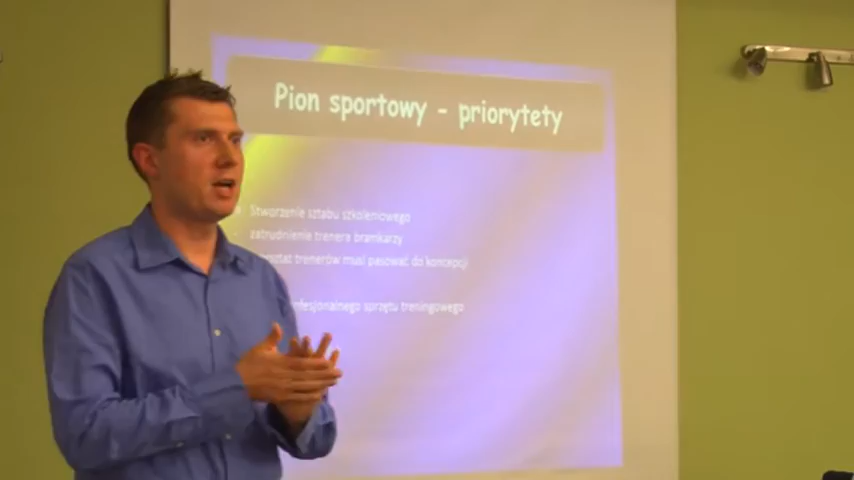 Pion sportowy - priorytety
Stworzenie sztabu szkoleniowego
- zatrudnienie trenera bramkarzy
trenerów musi pasować do koncepcji
sprzętu treningowego